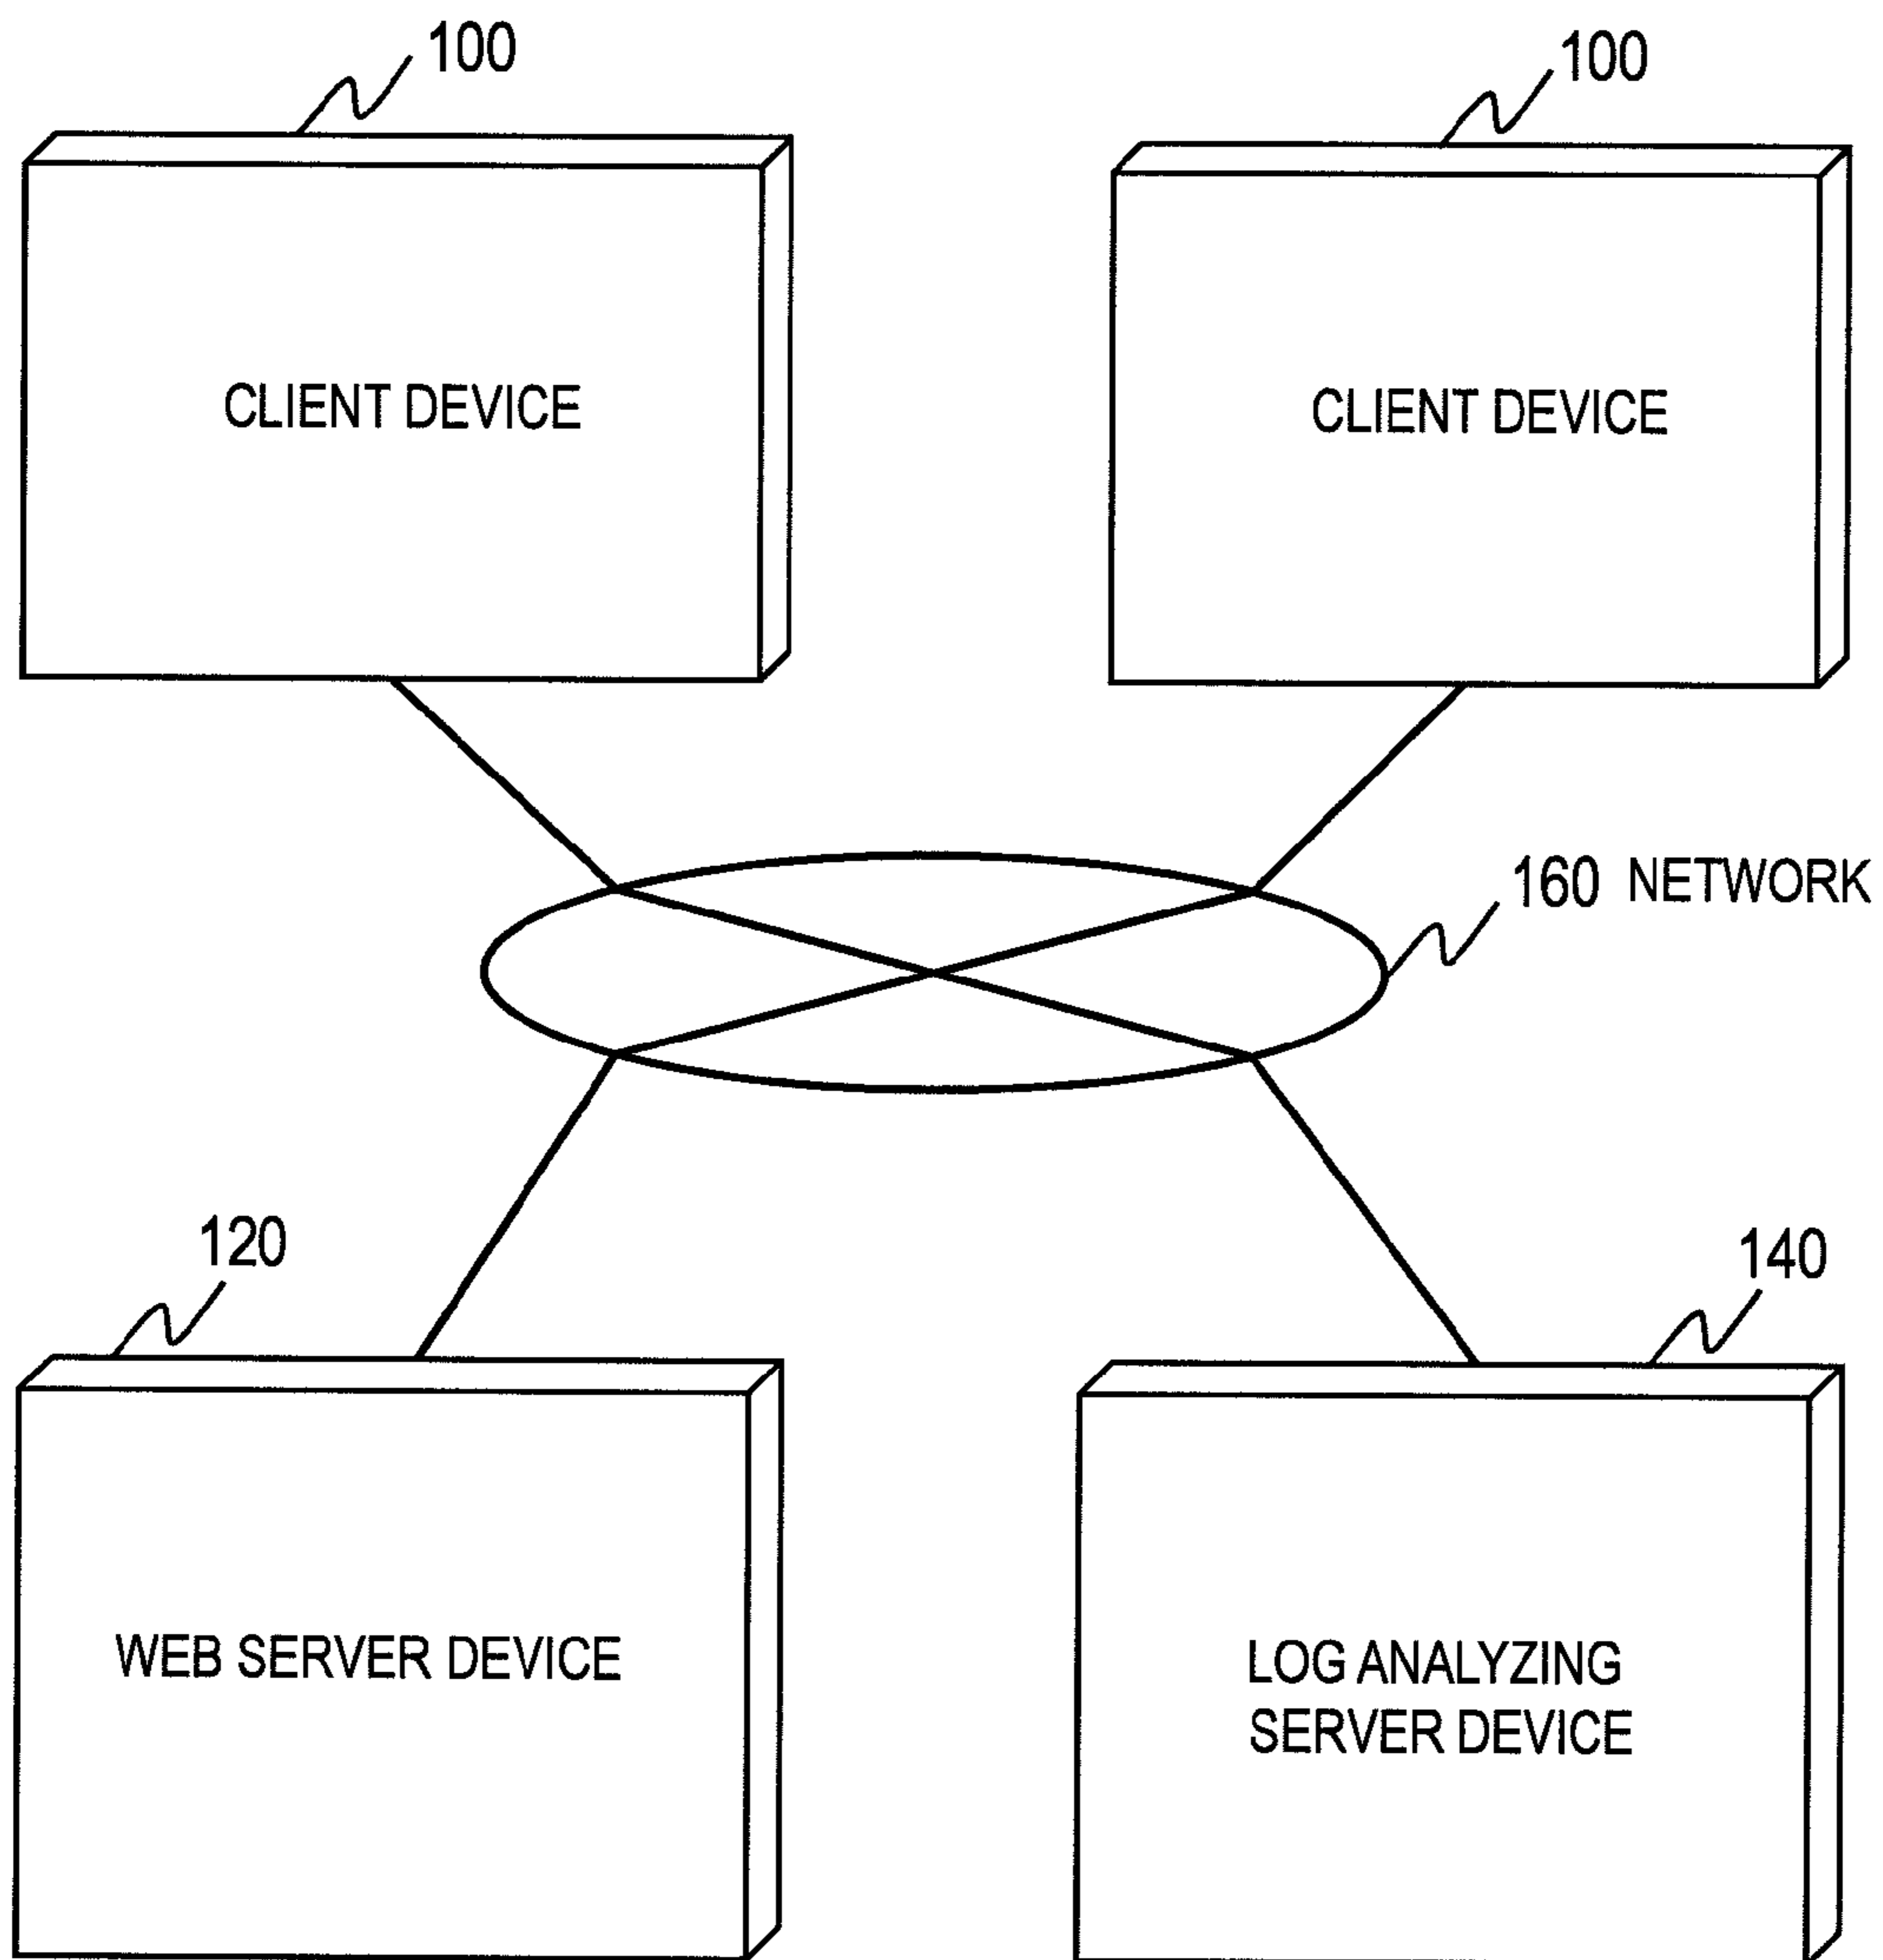 100
100
CLIENT DEVICE
CLIENT DEVICE
160 NETWORK
120
140
WEB SERVER DEVICE
LOG ANALYZING
SERVER DEVICE